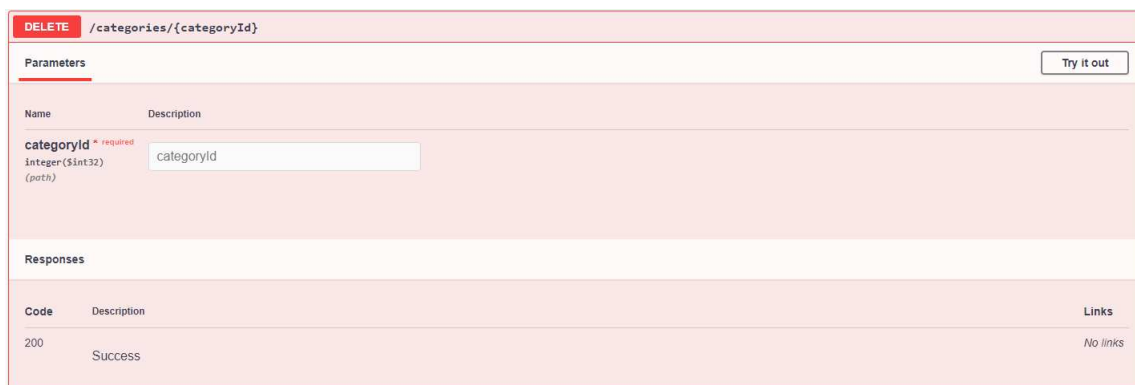 DELETE /categories/{categoryId}
Parameters Try it out
Name Description
categoryId * required categoryId
integer($int32)
(path)
Responses
Code Description Links
200 Success No links